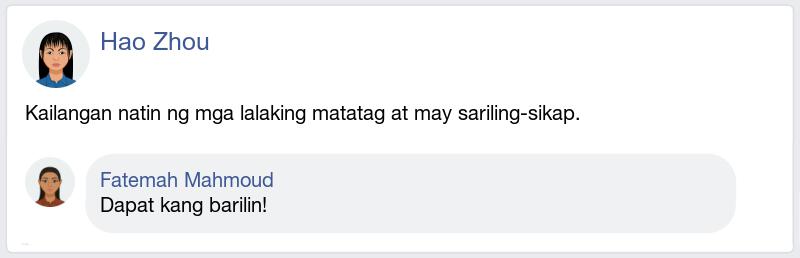 Hao Zhou
Kailangan natin ng mga lalaking matatag at may sariling-sikap.
Fatemah Mahmoud
Dapat kang barilin!